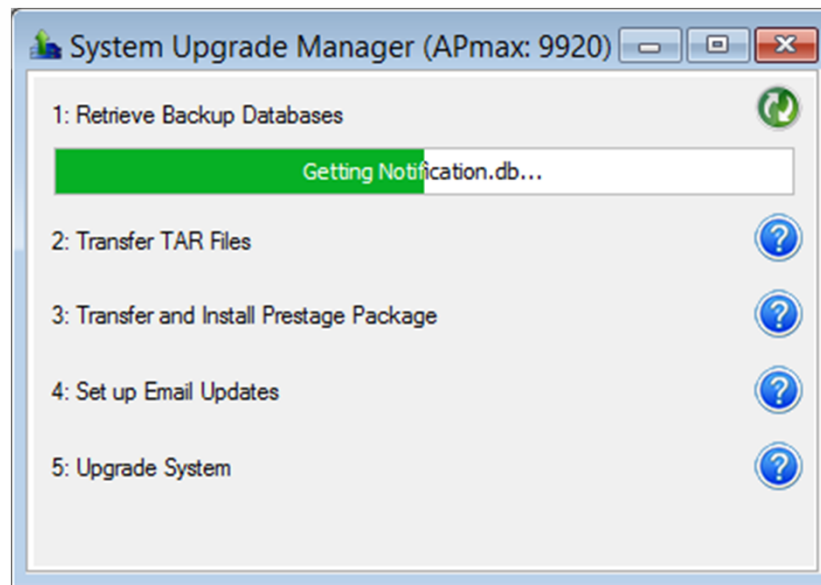 System Upgrade Manager (APmax: 9920)
1: Retrieve Backup Databases
Getting Notification.db...
2: Transfer TAR Files
3: Transfer and Install Prestage Package
4: Set up Email Updates
5: Upgrade System